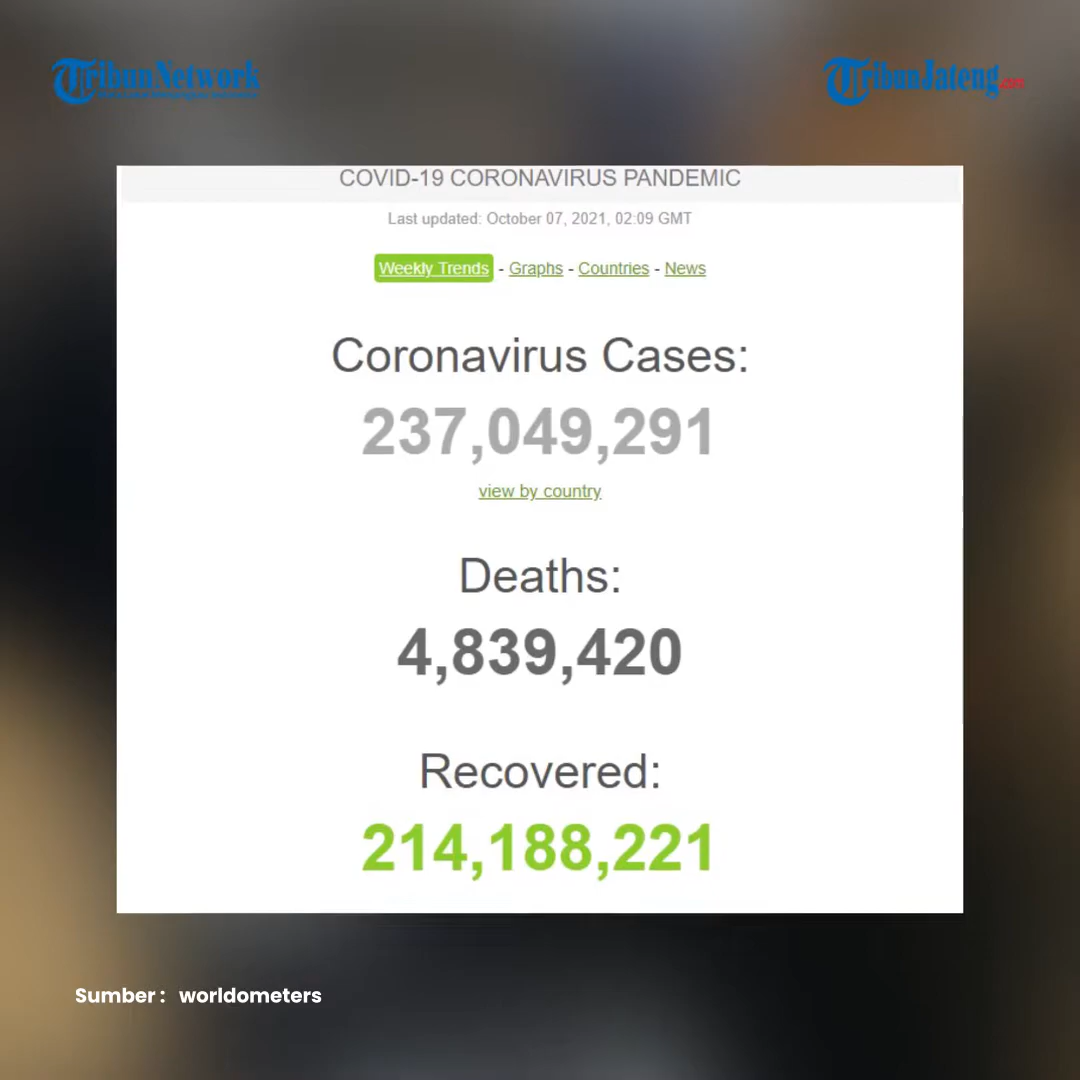 TribunNetwork
TribunJateng
COVID-19 CORONAVIRUS PANDEMIC
Last updated: October 07, 2021, 02:09 GMT
Weekly Trends - Graphs - Countries - News
Coronavirus Cases:
237,049,291
view by country
Deaths:
4,839,420
Recovered:
214,188,221
Sumber : worldometers